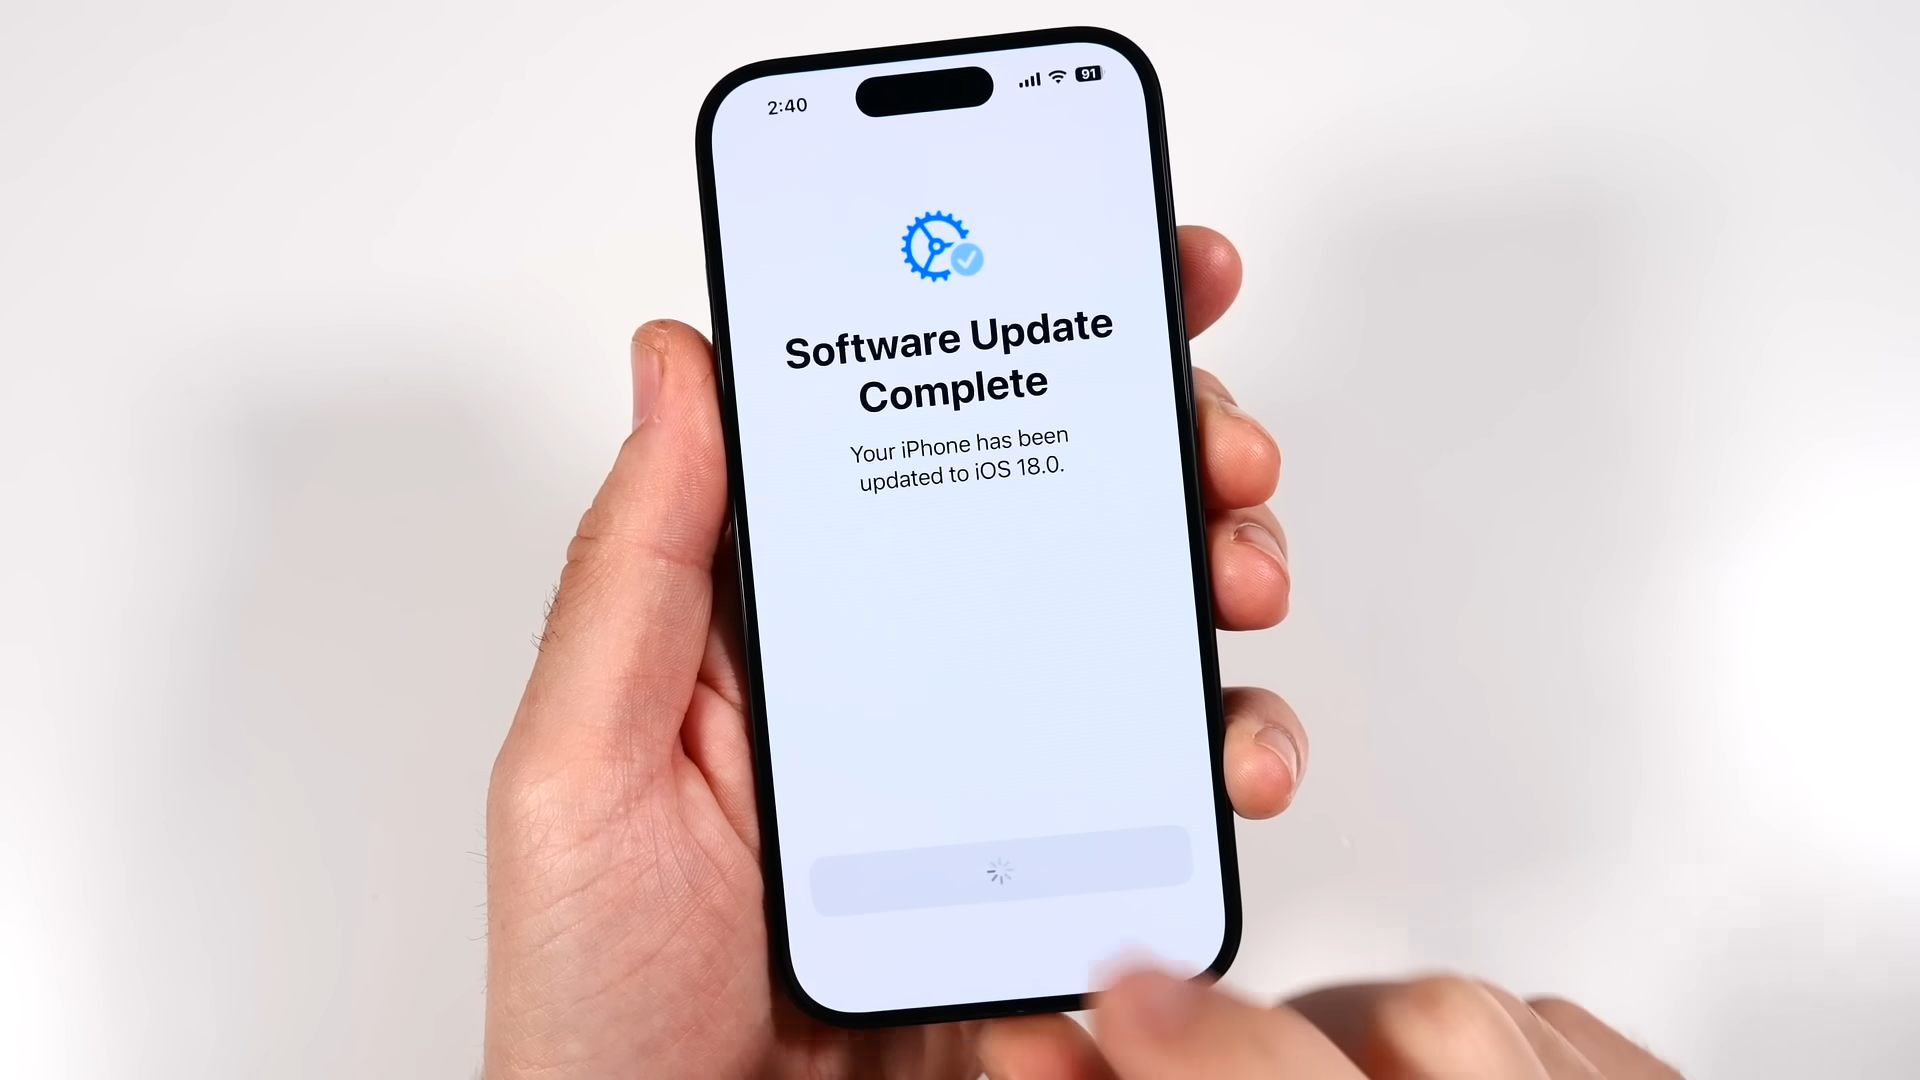 2:40
91
Software Update
Complete
Your iPhone has been
updated to iOS 18.0.